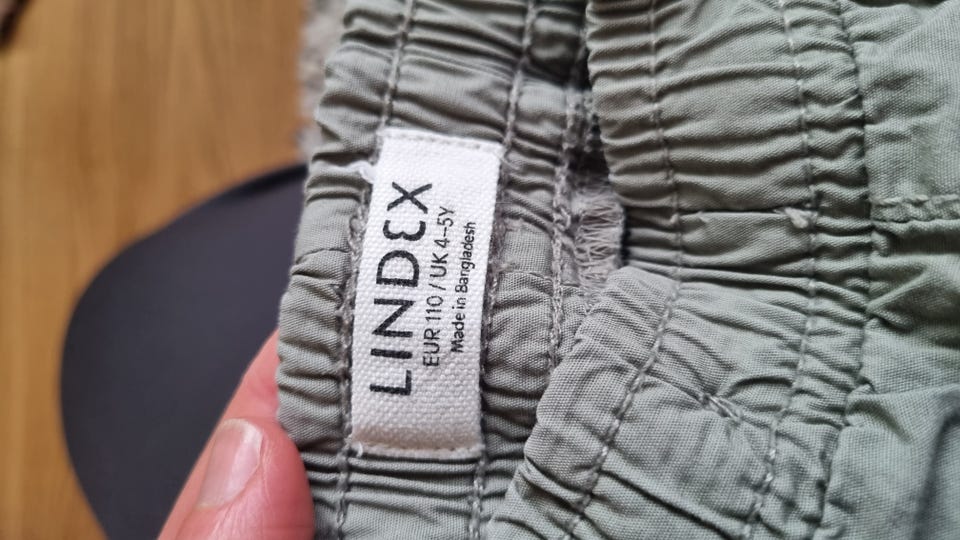 LINDEX
EUR 110 / UK 4–5Y
Made in Bangladesh